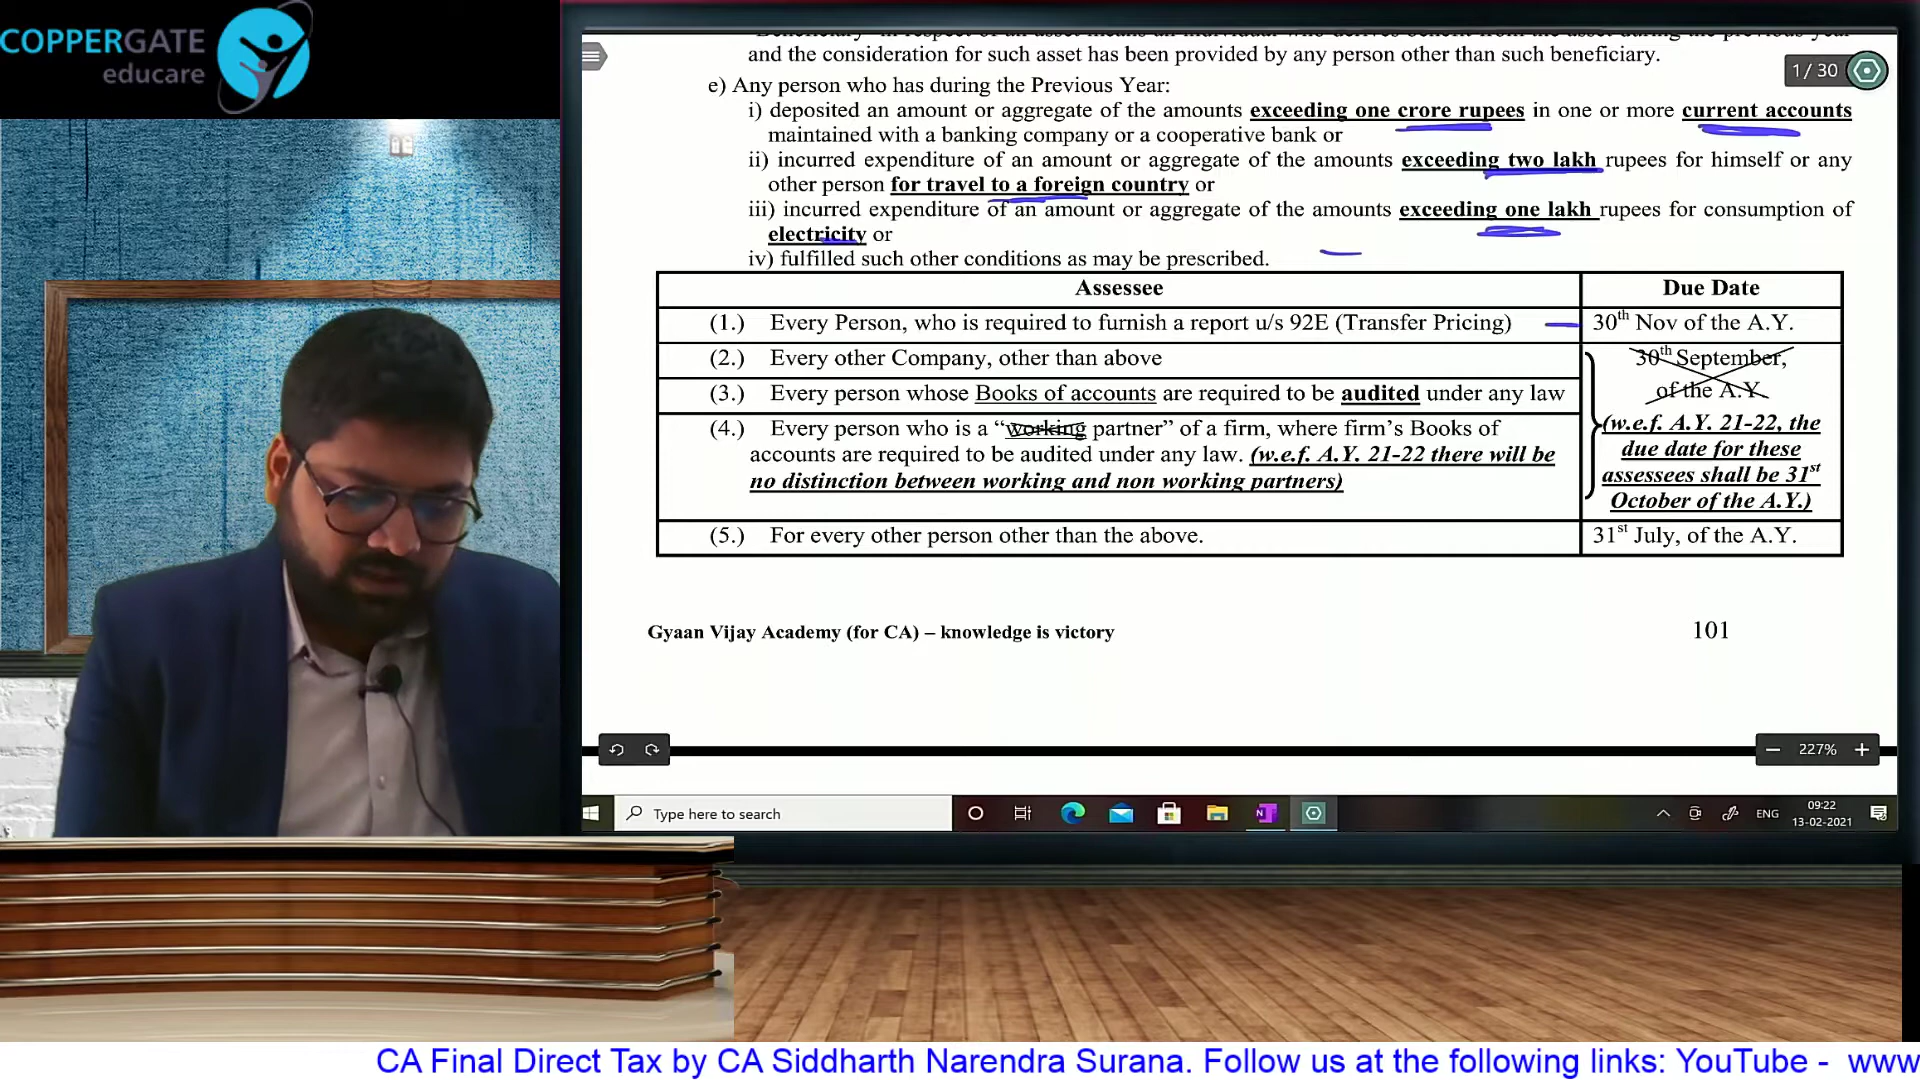 COPPERGATE
educare
and the consideration for such asset has been provided by any person other than such beneficiary.
1 / 30
e) Any person who has during the Previous Year:
i) deposited an amount or aggregate of the amounts exceeding one crore rupees in one or more current accounts
maintained with a banking company or a cooperative bank or
ii) incurred expenditure of an amount or aggregate of the amounts exceeding two lakh rupees for himself or any
other person for travel to a foreign country or
iii) incurred expenditure of an amount or aggregate of the amounts exceeding one lakh rupees for consumption of
electricity or
iv) fulfilled such other conditions as may be prescribed.
Assessee Due Date
(1.) Every Person, who is required to furnish a report u/s 92E (Transfer Pricing) 30th Nov of the A.Y.
(2.) Every other Company, other than above
30th September,
of the A.Y.
(3.) Every person whose Books of accounts are required to be audited under any law
(4.) Every person who is a “working partner” of a firm, where firm’s Books of
accounts are required to be audited under any law. (w.e.f. A.Y. 21-22 there will be
no distinction between working and non working partners)
(w.e.f. A.Y. 21-22, the
due date for these
assessees shall be 31st
October of the A.Y.)
(5.) For every other person other than the above. 31st July, of the A.Y.
Gyaan Vijay Academy (for CA) – knowledge is victory 101
227%
Type here to search
ENG
09:22
13-02-2021
CA Final Direct Tax by CA Siddharth Narendra Surana. Follow us at the following links: YouTube - www